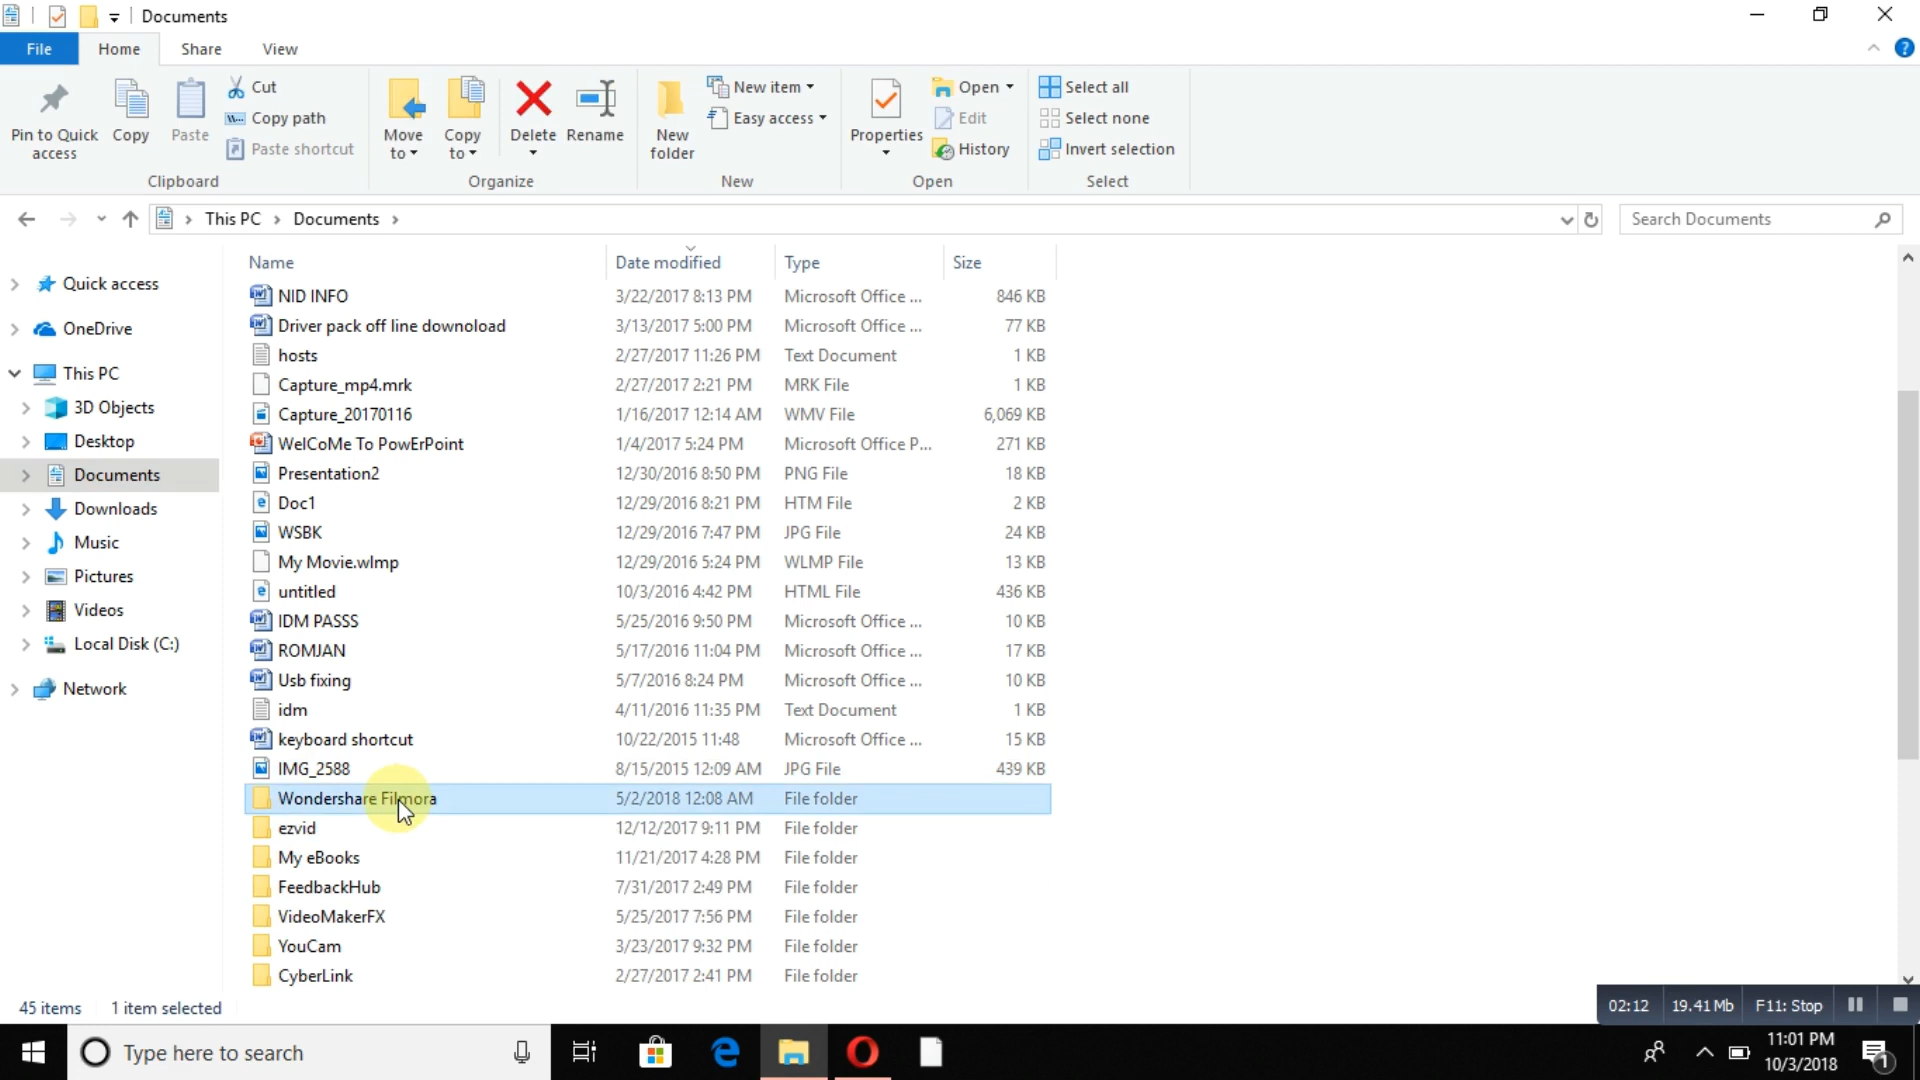 Documents
File Home Share View
Pin to Quick access
Copy
Paste
Cut
Copy path
Paste shortcut
Move to
Copy to
Delete
Rename
New folder
New item
Easy access
Properties
Open
Edit
History
Select all
Select none
Invert selection
Clipboard Organize New Open Select
This PC Documents
Search Documents
Name Date modified Type Size
Quick access
OneDrive
This PC
3D Objects
Desktop
Documents
Downloads
Music
Pictures
Videos
Local Disk (C:)
Network
NID INFO 3/22/2017 8:13 PM Microsoft Office ... 846 KB
Driver pack off line downoload 3/13/2017 5:00 PM Microsoft Office ... 77 KB
hosts 2/27/2017 11:26 PM Text Document 1 KB
Capture_mp4.mrk 2/27/2017 2:21 PM MRK File 1 KB
Capture_20170116 1/16/2017 12:14 AM WMV File 6,069 KB
WelCoMe To PowErPoint 1/4/2017 5:24 PM Microsoft Office P... 271 KB
Presentation2 12/30/2016 8:50 PM PNG File 18 KB
Doc1 12/29/2016 8:21 PM HTM File 2 KB
WSBK 12/29/2016 7:47 PM JPG File 24 KB
My Movie.wlmp 12/29/2016 5:24 PM WLMP File 13 KB
untitled 10/3/2016 4:42 PM HTML File 436 KB
IDM PASSS 5/25/2016 9:50 PM Microsoft Office ... 10 KB
ROMJAN 5/17/2016 11:04 PM Microsoft Office ... 17 KB
Usb fixing 5/7/2016 8:24 PM Microsoft Office ... 10 KB
idm 4/11/2016 11:35 PM Text Document 1 KB
keyboard shortcut 10/22/2015 11:48 Microsoft Office ... 15 KB
IMG_2588 8/15/2015 12:09 AM JPG File 439 KB
Wondershare Filmora 5/2/2018 12:08 AM File folder
ezvid 12/12/2017 9:11 PM File folder
My eBooks 11/21/2017 4:28 PM File folder
FeedbackHub 7/31/2017 2:49 PM File folder
VideoMakerFX 5/25/2017 7:56 PM File folder
YouCam 3/23/2017 9:32 PM File folder
CyberLink 2/27/2017 2:41 PM File folder
45 items 1 item selected
02:12 19.41 Mb F11: Stop
Type here to search
11:01 PM
10/3/2018
1